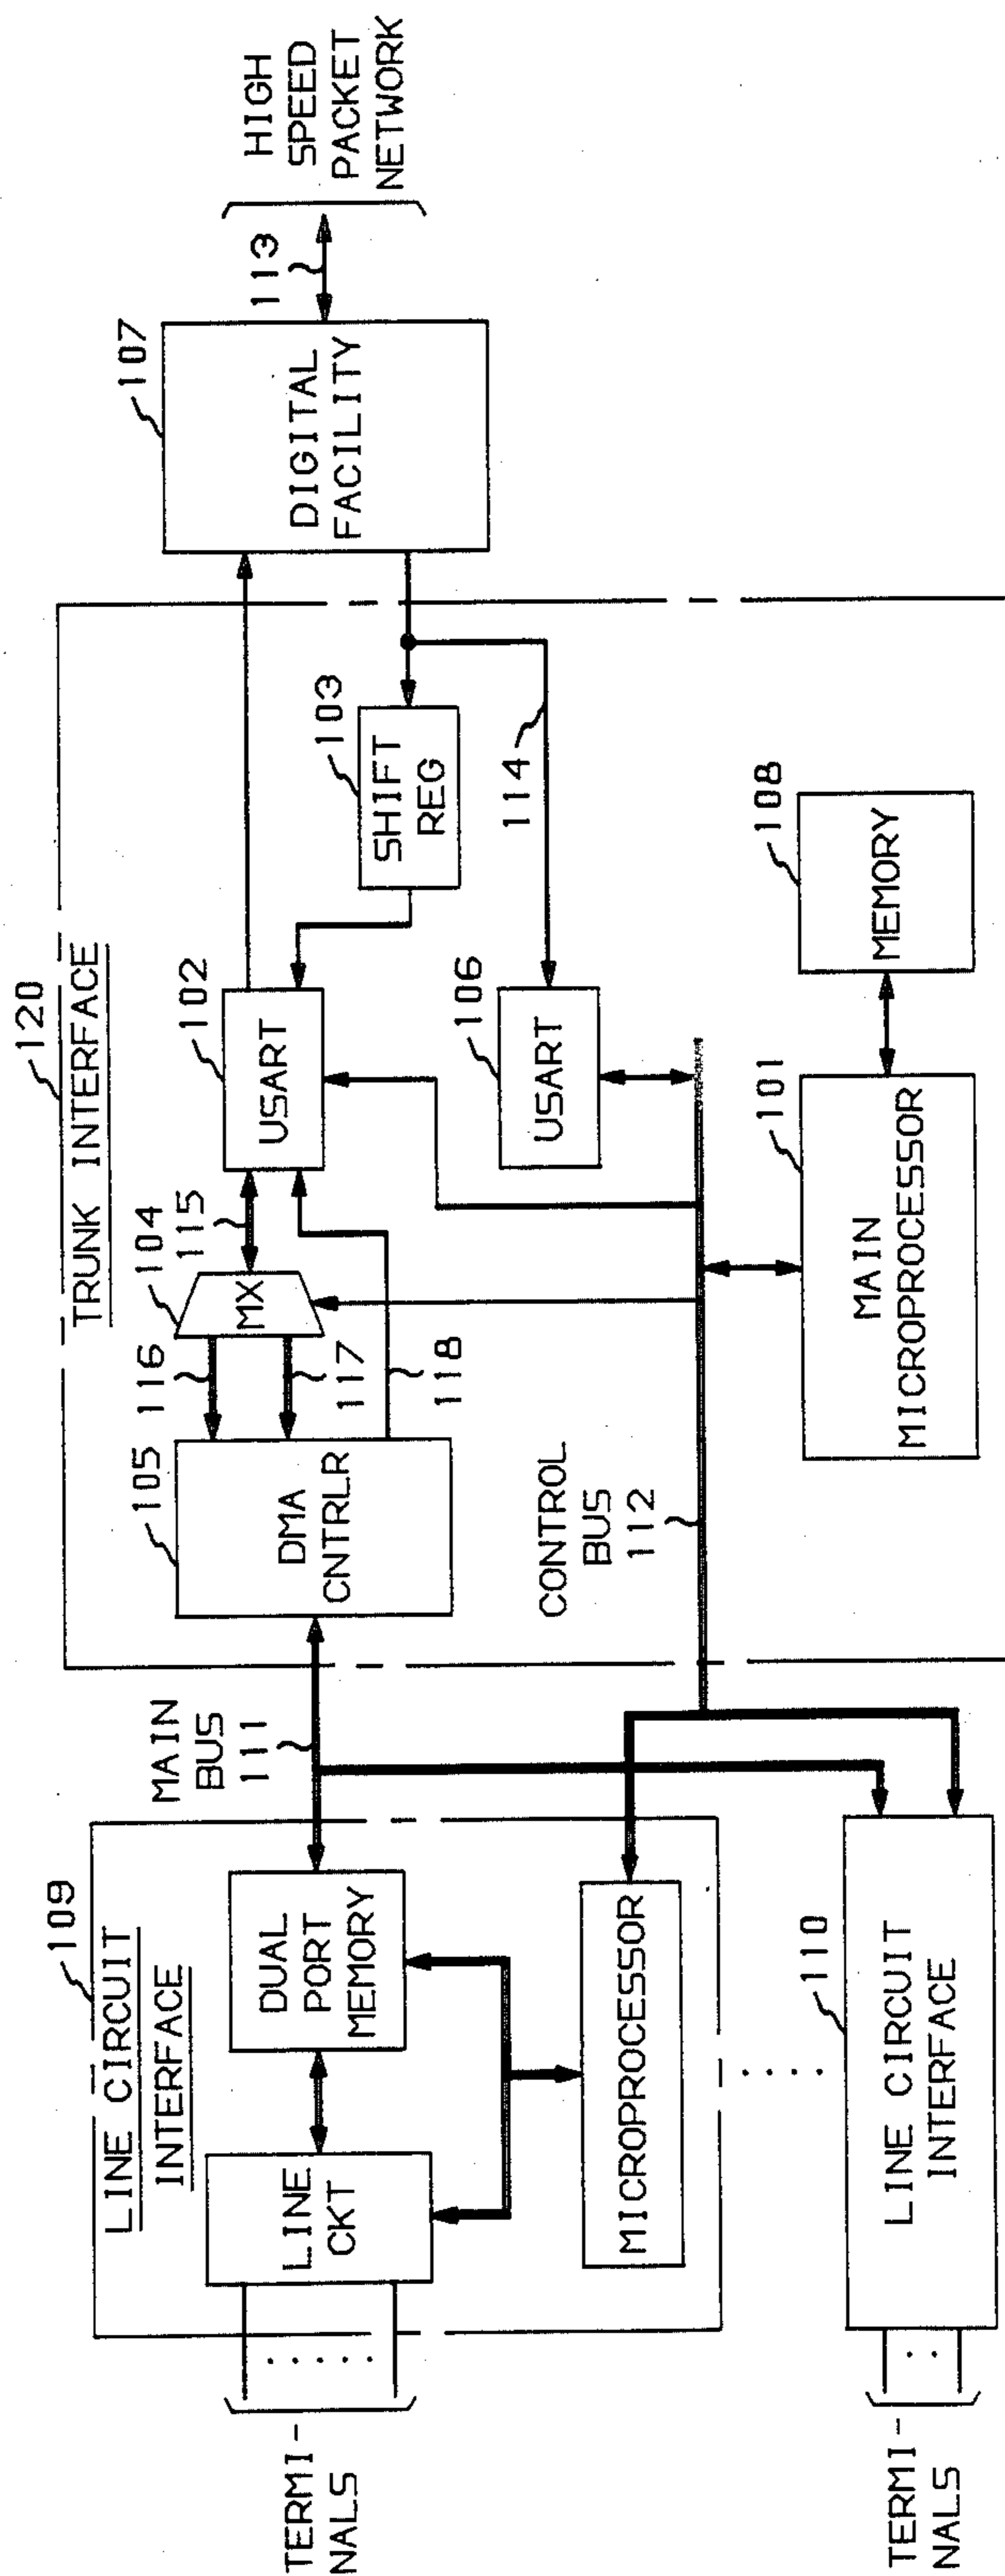 120
TRUNK INTERFACE
109
LINE CIRCUIT
INTERFACE
LINE
CKT
DUAL
PORT
MEMORY
MICROPROCESSOR
TERMI-
NALS
MAIN
BUS
111
105
DMA
CNTRLR
116
117
118
104
MX
115
102
USART
103
SHIFT
REG
114
106
USART
107
DIGITAL
FACILITY
113
HIGH
SPEED
PACKET
NETWORK
CONTROL
BUS
112
101
MAIN
MICROPROCESSOR
108
MEMORY
110
LINE CIRCUIT
INTERFACE
TERMI-
NALS